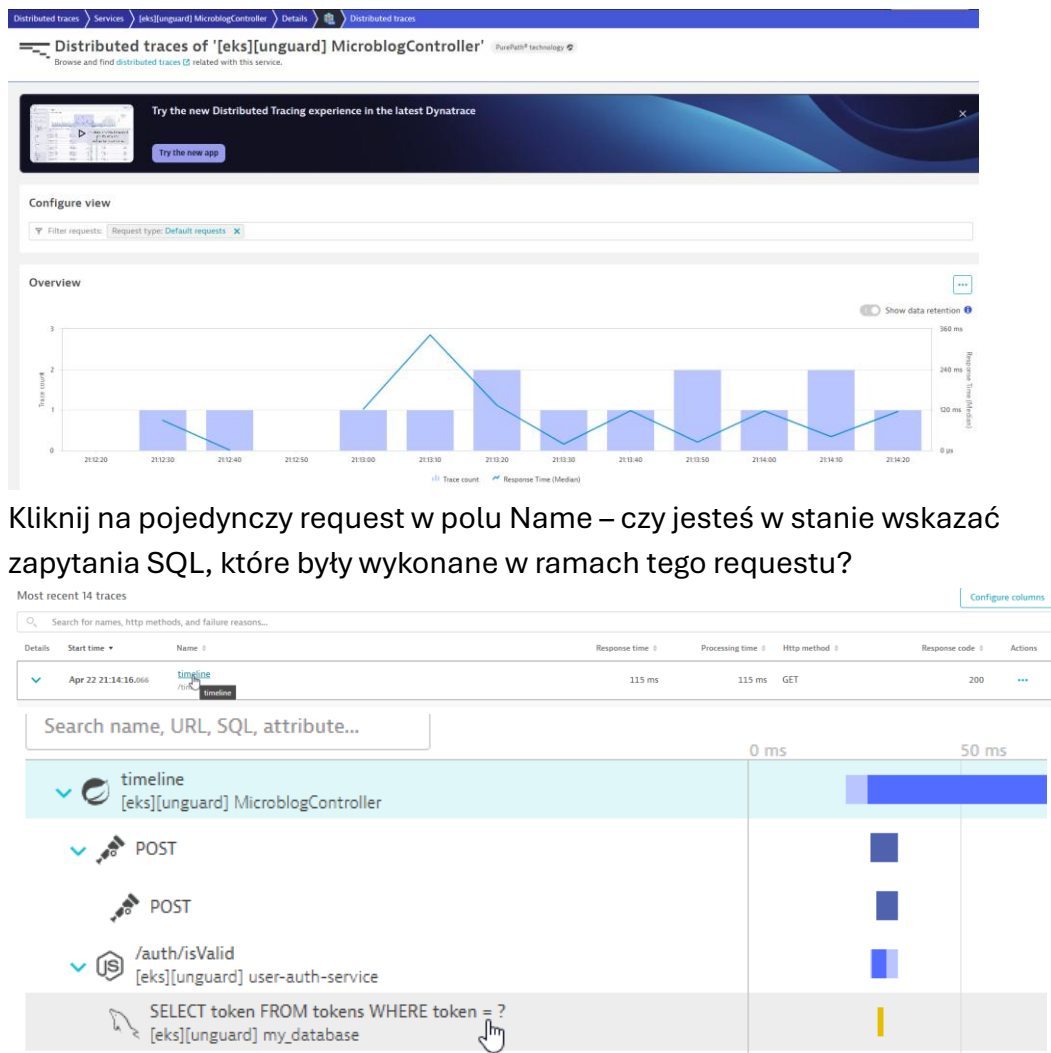 Distributed traces Services [eks][unguard] MicroblogController Details Distributed traces
Distributed traces of '[eks][unguard] MicroblogController' PurePath® technology
Browse and find distributed traces related with this service.
Try the new Distributed Tracing experience in the latest Dynatrace
Try the new app
Configure view
Filter requests: Request type: Default requests
Overview
Show data retention
3 360 ms
2 240 ms
1 120 ms
0 0 µs
Trace count
Response Time (Median)
21:12:20 21:12:30 21:12:40 21:12:50 21:13:00 21:13:10 21:13:20 21:13:30 21:13:40 21:13:50 21:14:00 21:14:10 21:14:20
Trace count Response Time (Median)
Kliknij na pojedynczy request w polu Name – czy jesteś w stanie wskazać
zapytania SQL, które były wykonane w ramach tego requestu?
Most recent 14 traces Configure columns
Search for names, http methods, and failure reasons...
Details Start time Name Response time Processing time Http method Response code Actions
Apr 22 21:14:16.066 timeline 115 ms 115 ms GET 200 •••
timeline
Search name, URL, SQL, attribute...
0 ms 50 ms
timeline
[eks][unguard] MicroblogController
POST
POST
/auth/isValid
[eks][unguard] user-auth-service
SELECT token FROM tokens WHERE token = ?
[eks][unguard] my_database